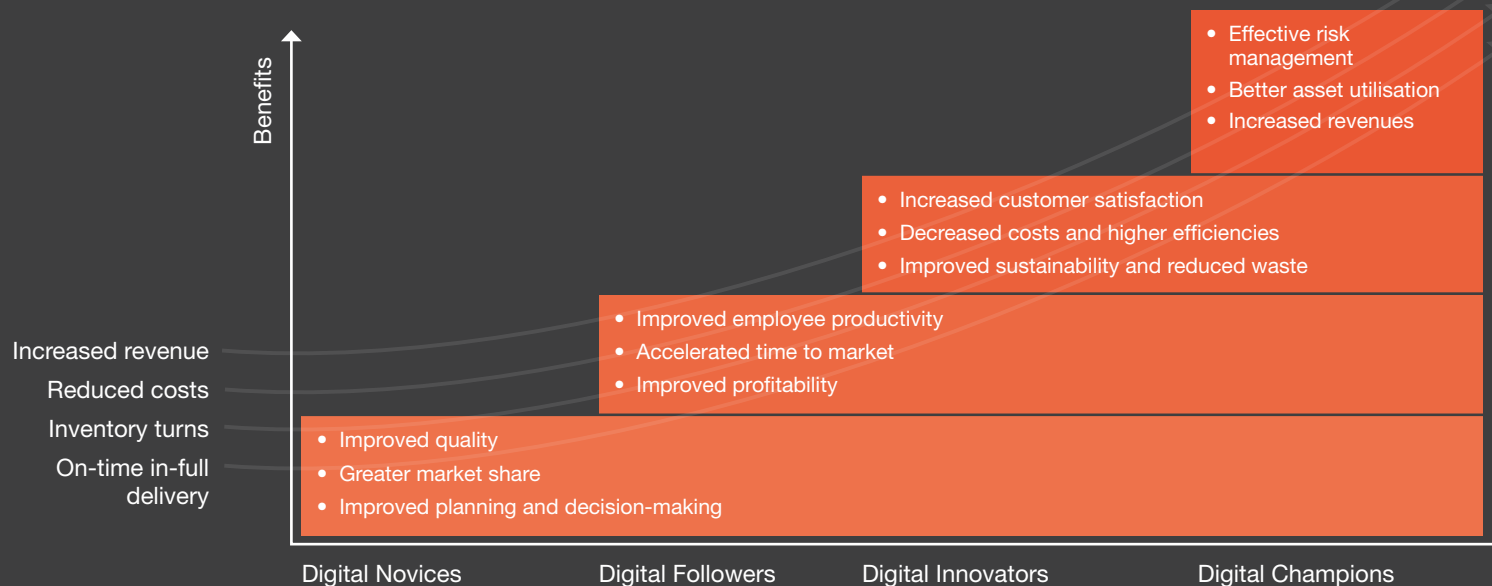 Benefits
• Effective risk
management
• Better asset utilisation
• Increased revenues
• Increased customer satisfaction
• Decreased costs and higher efficiencies
• Improved sustainability and reduced waste
• Improved employee productivity
• Accelerated time to market
• Improved profitability
Increased revenue
Reduced costs
Inventory turns
On-time in-full
delivery
• Improved quality
• Greater market share
• Improved planning and decision-making
Digital Novices
Digital Followers
Digital Innovators
Digital Champions